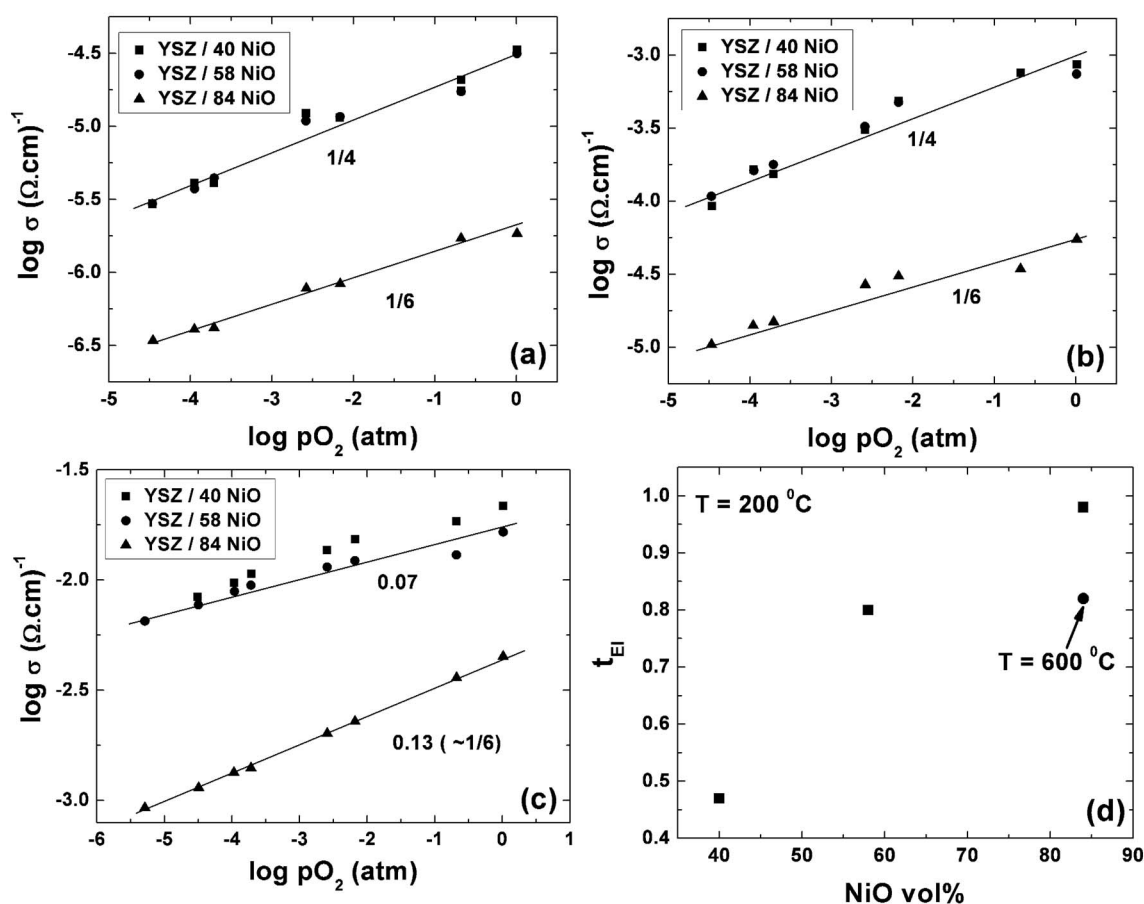 YSZ / 40 NiO
YSZ / 58 NiO
YSZ / 84 NiO
-4.5
-5.0
-5.5
-6.0
-6.5
log σ (Ω.cm)⁻¹
1/4
1/6
(a)
-5 -4 -3 -2 -1 0
log pO₂ (atm)
YSZ / 40 NiO
YSZ / 58 NiO
YSZ / 84 NiO
-3.0
-3.5
-4.0
-4.5
-5.0
log σ (Ω.cm)⁻¹
1/4
1/6
(b)
-5 -4 -3 -2 -1 0
log pO₂ (atm)
YSZ / 40 NiO
YSZ / 58 NiO
YSZ / 84 NiO
-1.5
-2.0
-2.5
-3.0
log σ (Ω.cm)⁻¹
0.07
0.13 ( ~1/6)
(c)
-6 -5 -4 -3 -2 -1 0 1
log pO₂ (atm)
T = 200 ⁰C
1.0
0.9
0.8
0.7
0.6
0.5
0.4
t_El
T = 600 ⁰C
(d)
40 50 60 70 80 90
NiO vol%